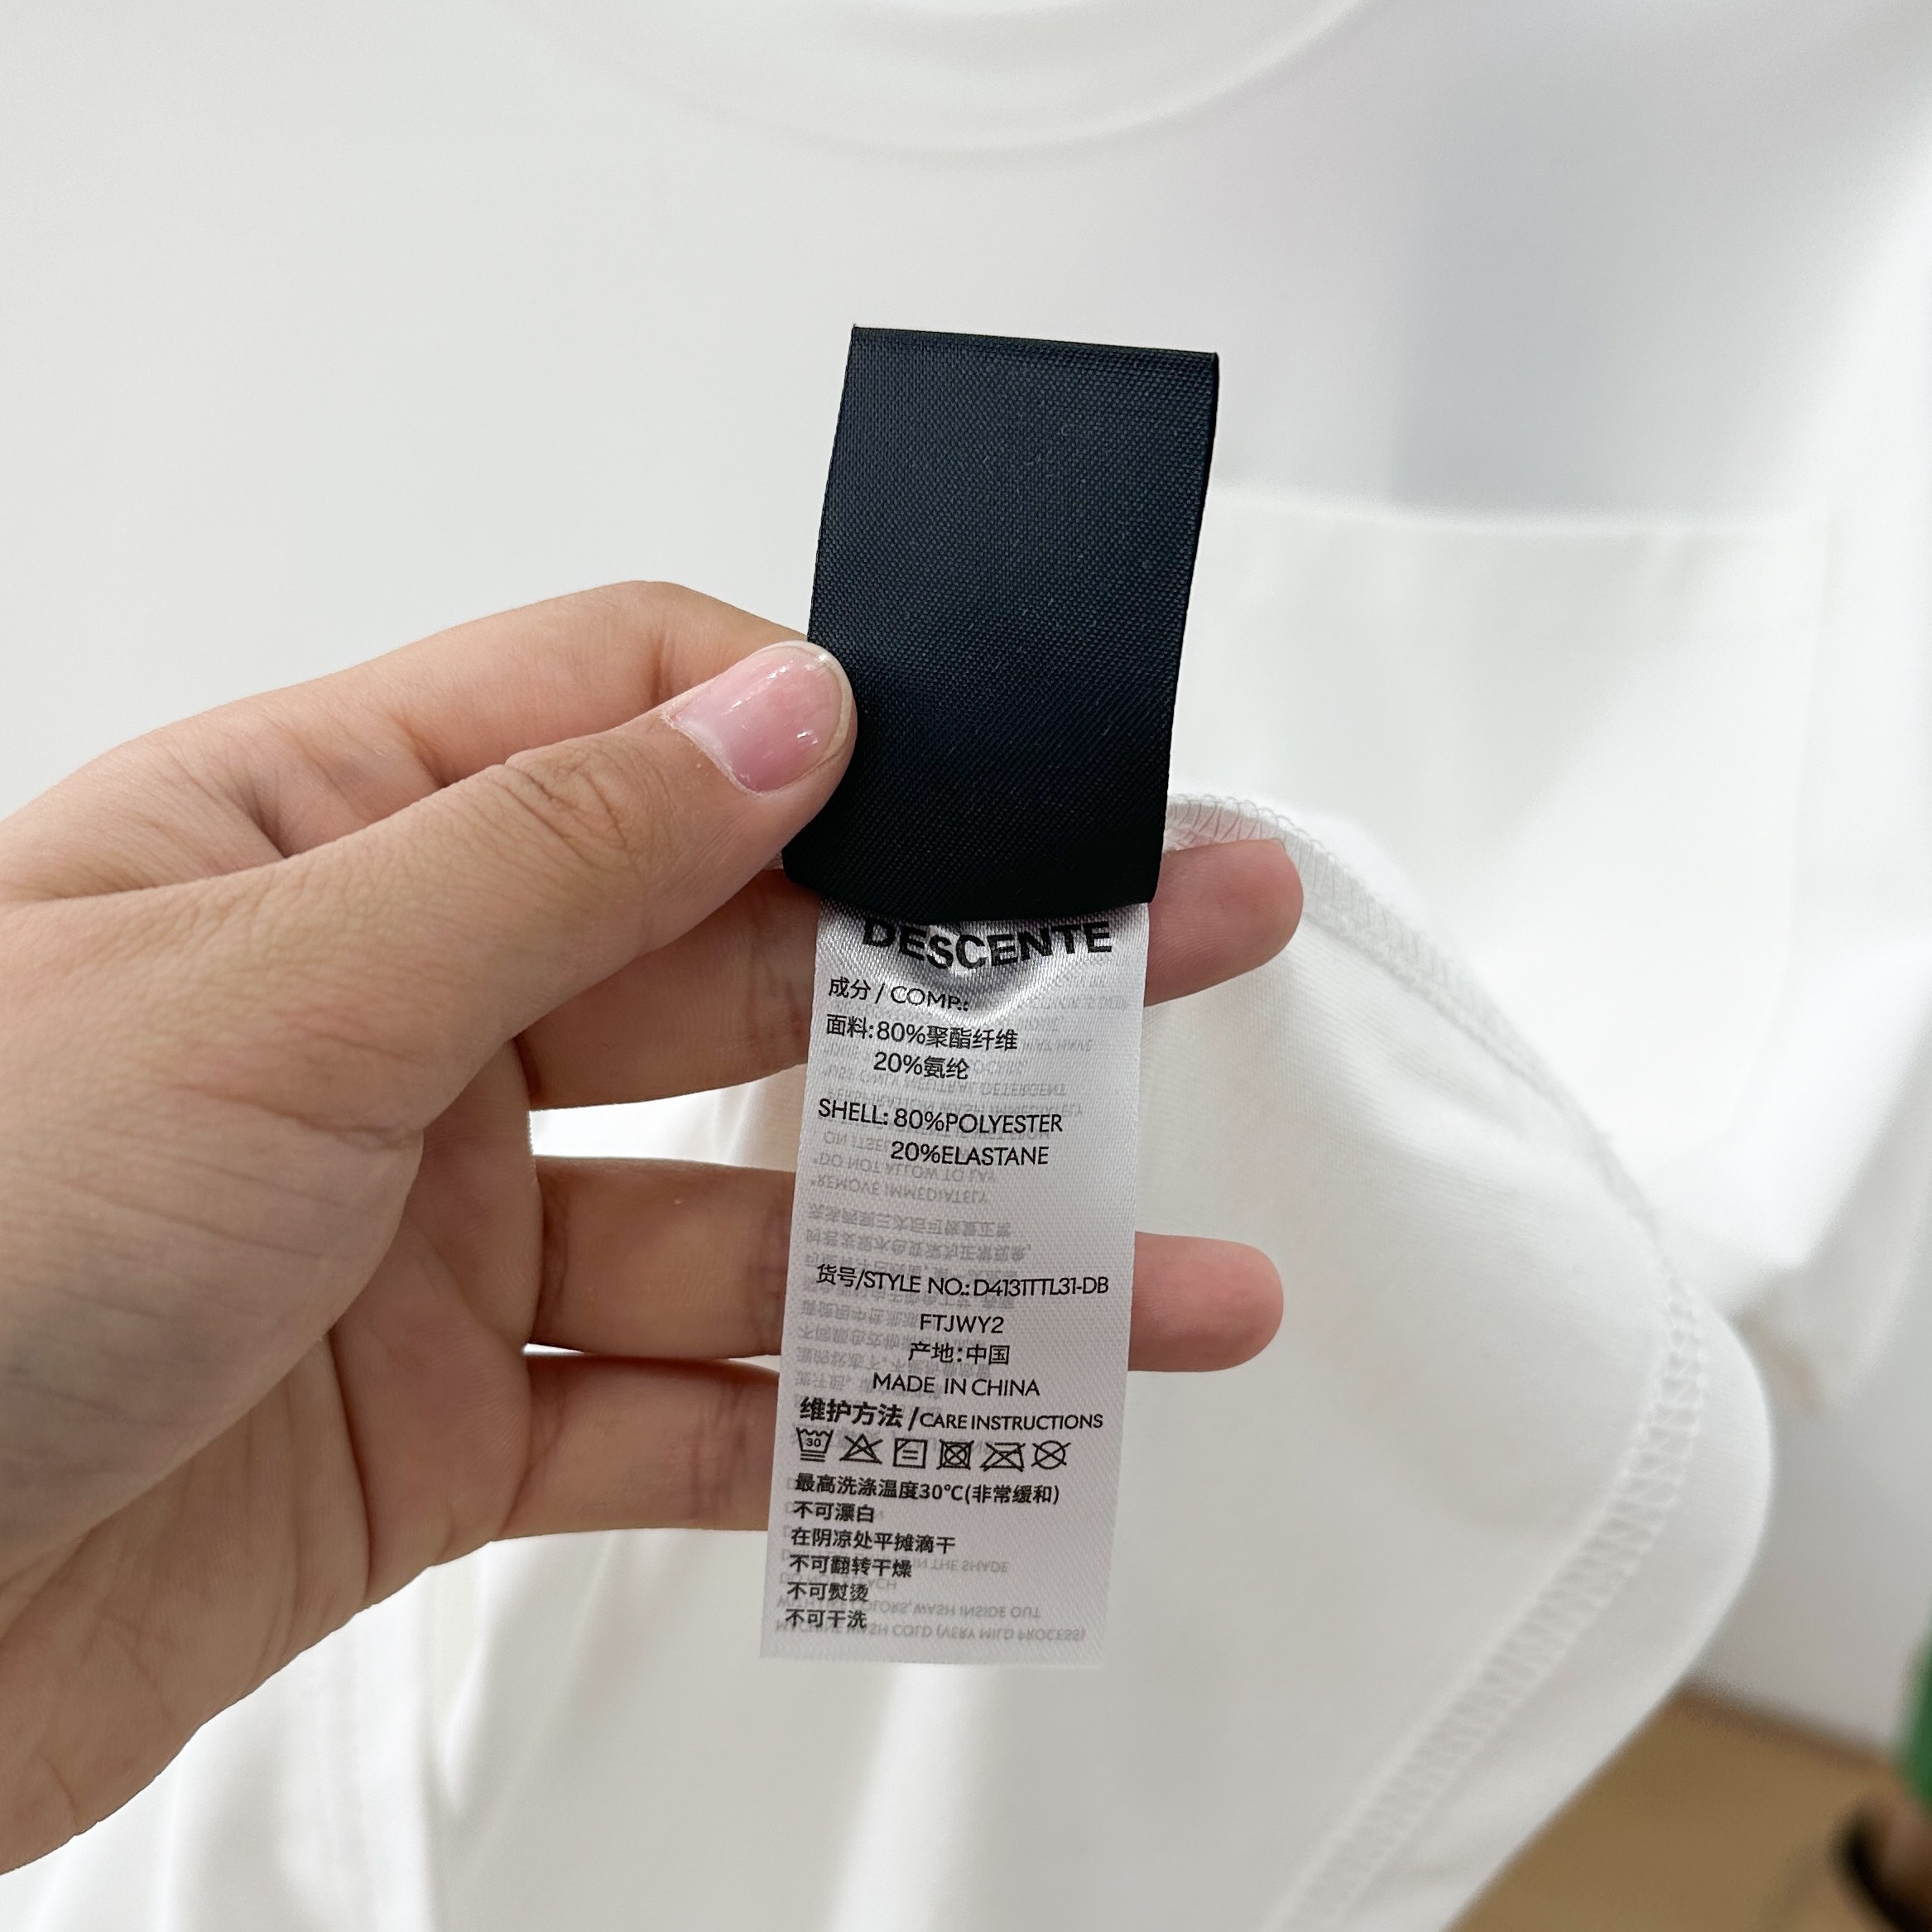 DESCENTE
成分 / COMP.:
面料:80%聚酯纤维
20%氨纶
SHELL: 80%POLYESTER
20%ELASTANE
货号/STYLE NO.: D4131TTL31-DB
FTJWY2
产地:中国
MADE IN CHINA
维护方法 /CARE INSTRUCTIONS
30
最高洗涤温度30℃(非常缓和)
不可漂白
在阴凉处平摊滴干
不可翻转干燥
不可熨烫
不可干洗